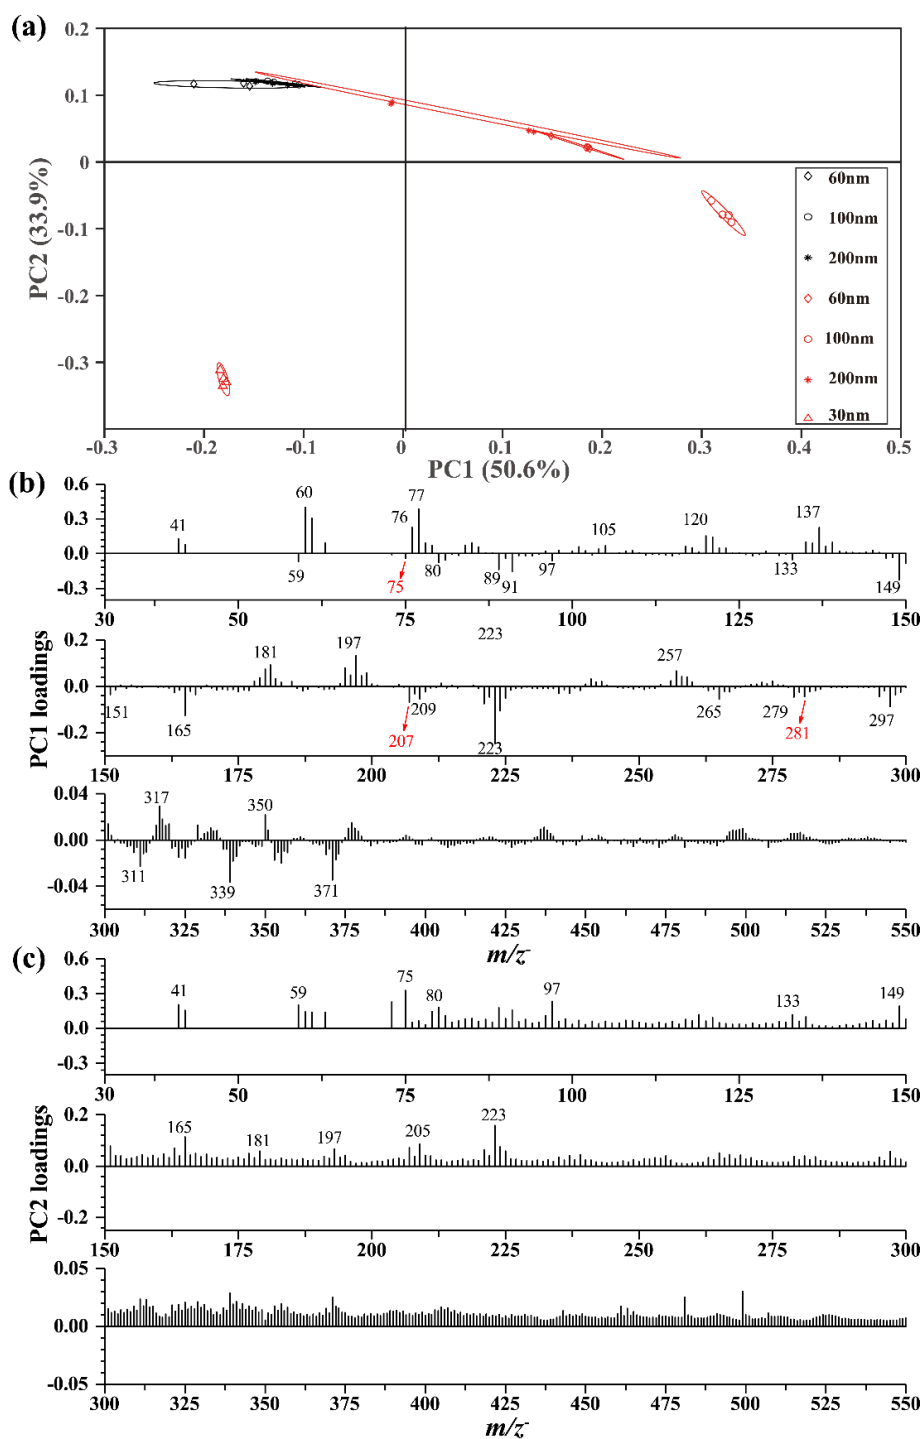 (a)
0.2
0.1
0
-0.1
-0.2
-0.3
PC2 (33.9%)
60nm
100nm
200nm
60nm
100nm
200nm
30nm
-0.3 -0.2 -0.1 0 0.1 0.2 0.3 0.4 0.5
PC1 (50.6%)
(b)
0.6
0.3
0.0
-0.3
41 60 76 77 105 120 137
59 75 80 89 91 97 133 149
30 50 75 100 125 150
0.2
0.0
-0.2
PC1 loadings
223
181 197 257
151 165 207 209 223 265 279 281 297
150 175 200 225 250 275 300
0.04
0.00
-0.04
317 350
311 339 371
300 325 350 375 400 425 450 475 500 525 550
m/z-
(c)
0.6
0.3
0.0
-0.3
41 59 75 80 97 133 149
30 50 75 100 125 150
0.2
0.0
-0.2
PC2 loadings
165 181 197 205 223
150 175 200 225 250 275 300
0.05
0.00
-0.05
300 325 350 375 400 425 450 475 500 525 550
m/z-